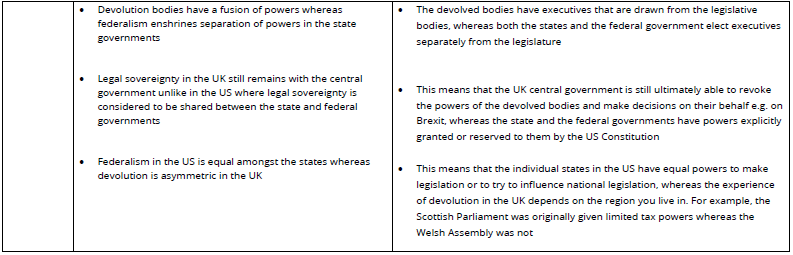 • Devolution bodies have a fusion of powers whereas
federalism enshrines separation of powers in the state
governments
• Legal sovereignty in the UK still remains with the central
government unlike in the US where legal sovereignty is
considered to be shared between the state and federal
governments
• Federalism in the US is equal amongst the states whereas
devolution is asymmetric in the UK
• The devolved bodies have executives that are drawn from the legislative
bodies, whereas both the states and the federal government elect executives
separately from the legislature
• This means that the UK central government is still ultimately able to revoke
the powers of the devolved bodies and make decisions on their behalf e.g. on
Brexit, whereas the state and the federal governments have powers explicitly
granted or reserved to them by the US Constitution
• This means that the individual states in the US have equal powers to make
legislation or to try to influence national legislation, whereas the experience
of devolution in the UK depends on the region you live in. For example, the
Scottish Parliament was originally given limited tax powers whereas the
Welsh Assembly was not